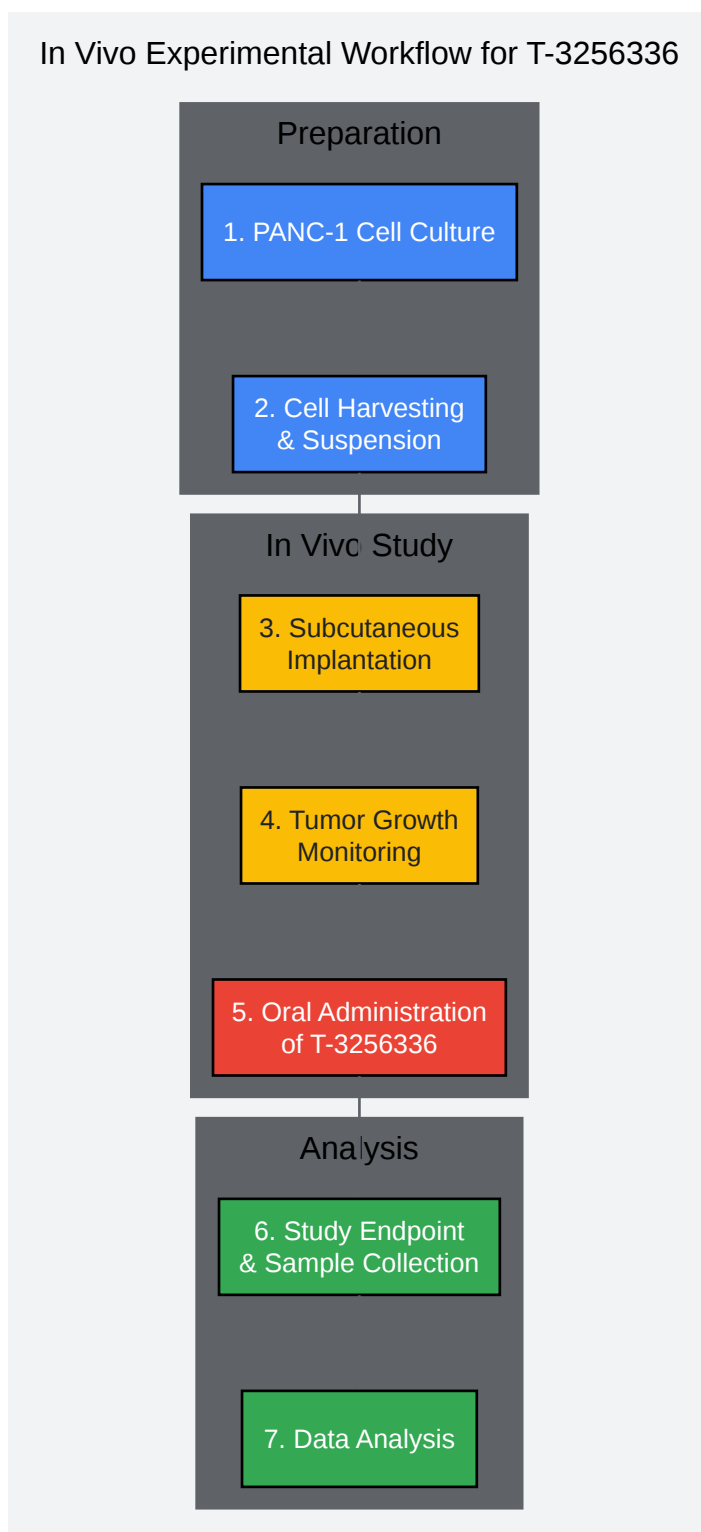 In Vivo Experimental Workflow for T-3256336
Preparation
1. PANC-1 Cell Culture
2. Cell Harvesting
& Suspension
In Vivo Study
3. Subcutaneous
Implantation
4. Tumor Growth
Monitoring
5. Oral Administration
of T-3256336
Analysis
6. Study Endpoint
& Sample Collection
7. Data Analysis